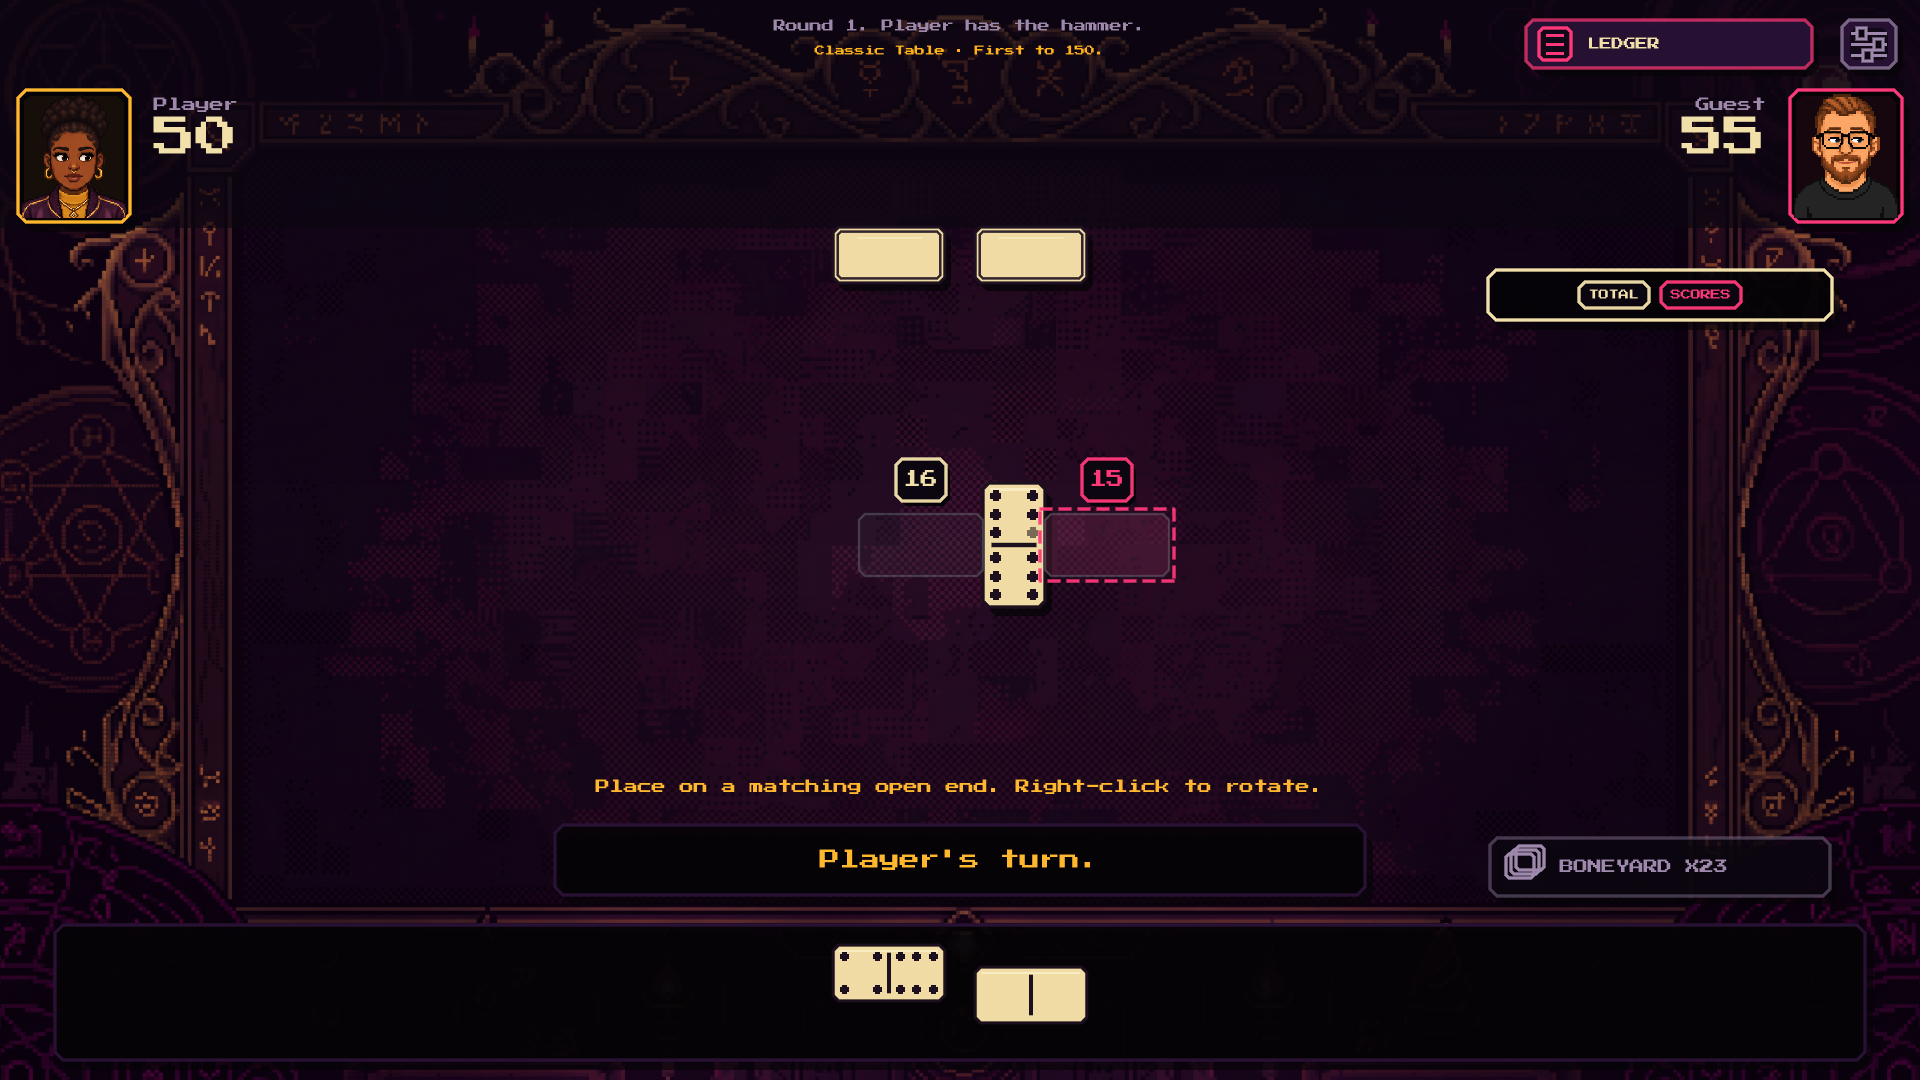 Round 1. Player has the hammer.
Classic Table · First to 150.
LEDGER
Player
50
Guest
55
TOTAL
SCORES
16
15
Place on a matching open end. Right-click to rotate.
Player's turn.
BONEYARD X23